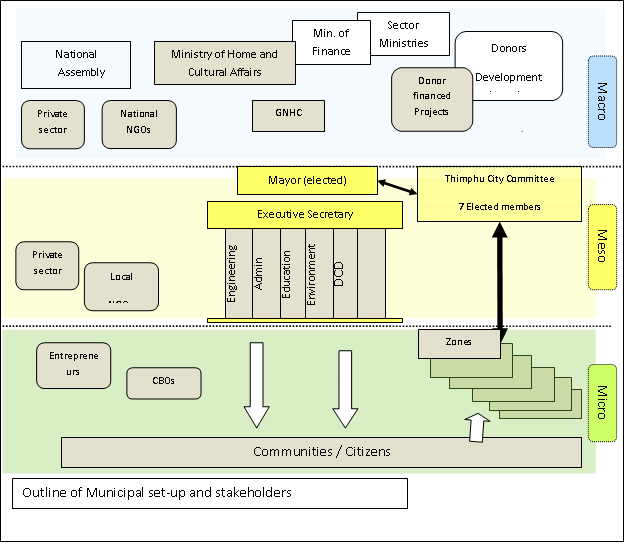 National
Assembly
Ministry of Home and
Cultural Affairs
Min. of
Finance
Sector
Ministries
Donors
Development
Donor
financed
Projects
Private
sector
National
NGOs
GNHC
Macro
Mayor (elected)
Thimphu City Committee
7 Elected members
Executive Secretary
Engineering
Admin
Education
Environment
DCD
Private
sector
Local
Meso
Zones
Entreprene
urs
CBOs
Micro
Communities / Citizens
Outline of Municipal set-up and stakeholders